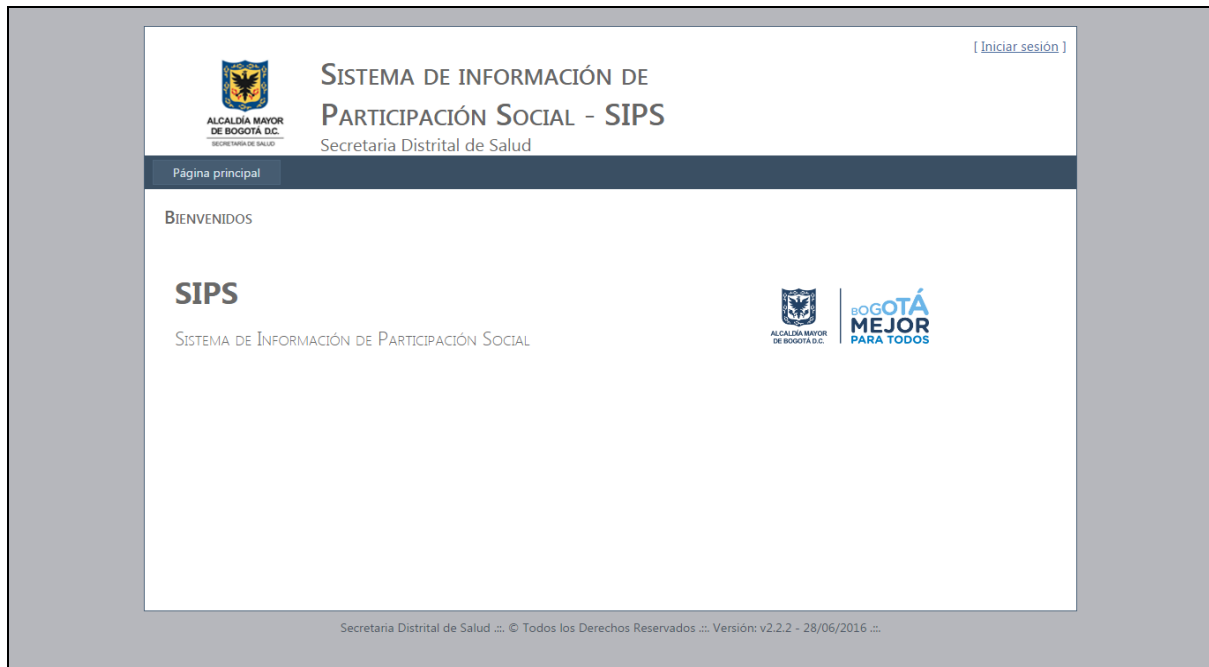 [ Iniciar sesión ]
ALCALDÍA MAYOR
DE BOGOTÁ D.C.
SECRETARÍA DE SALUD
SISTEMA DE INFORMACIÓN DE
PARTICIPACIÓN SOCIAL - SIPS
Secretaria Distrital de Salud
Página principal
BIENVENIDOS
SIPS
SISTEMA DE INFORMACIÓN DE PARTICIPACIÓN SOCIAL
ALCALDÍA MAYOR
DE BOGOTÁ D.C.
BOGOTÁ
MEJOR
PARA TODOS
Secretaria Distrital de Salud .::. © Todos los Derechos Reservados .::. Versión: v2.2.2 - 28/06/2016 .::.